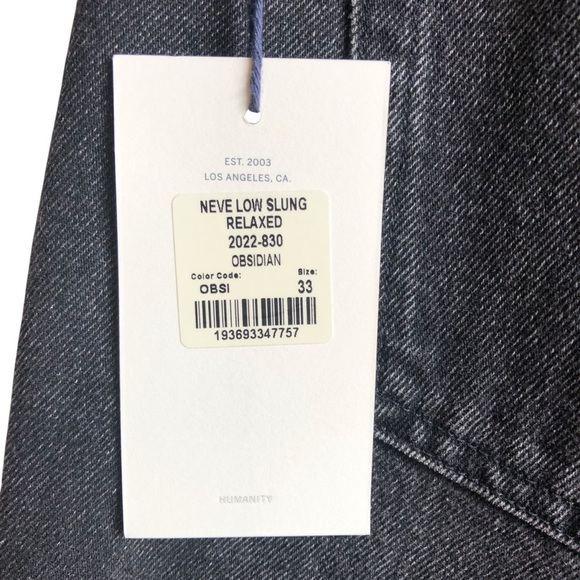 EST. 2003
LOS ANGELES, CA.
NEVE LOW SLUNG
RELAXED
2022-830
OBSIDIAN
Color Code: Size:
OBSI 33
193693347757
HUMANITY